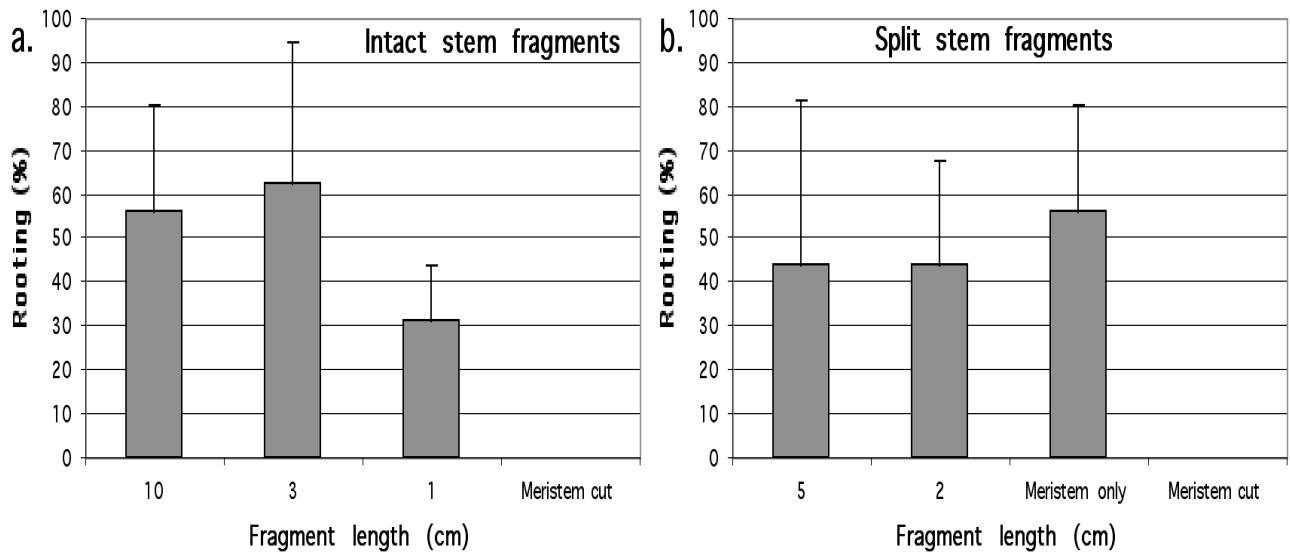 a.
Intact stem fragments
100
90
80
70
60
50
40
30
20
10
0
Rooting (%)
10 3 1 Meristem cut
Fragment length (cm)
b.
Split stem fragments
100
90
80
70
60
50
40
30
20
10
0
Rooting (%)
5 2 Meristem only Meristem cut
Fragment length (cm)